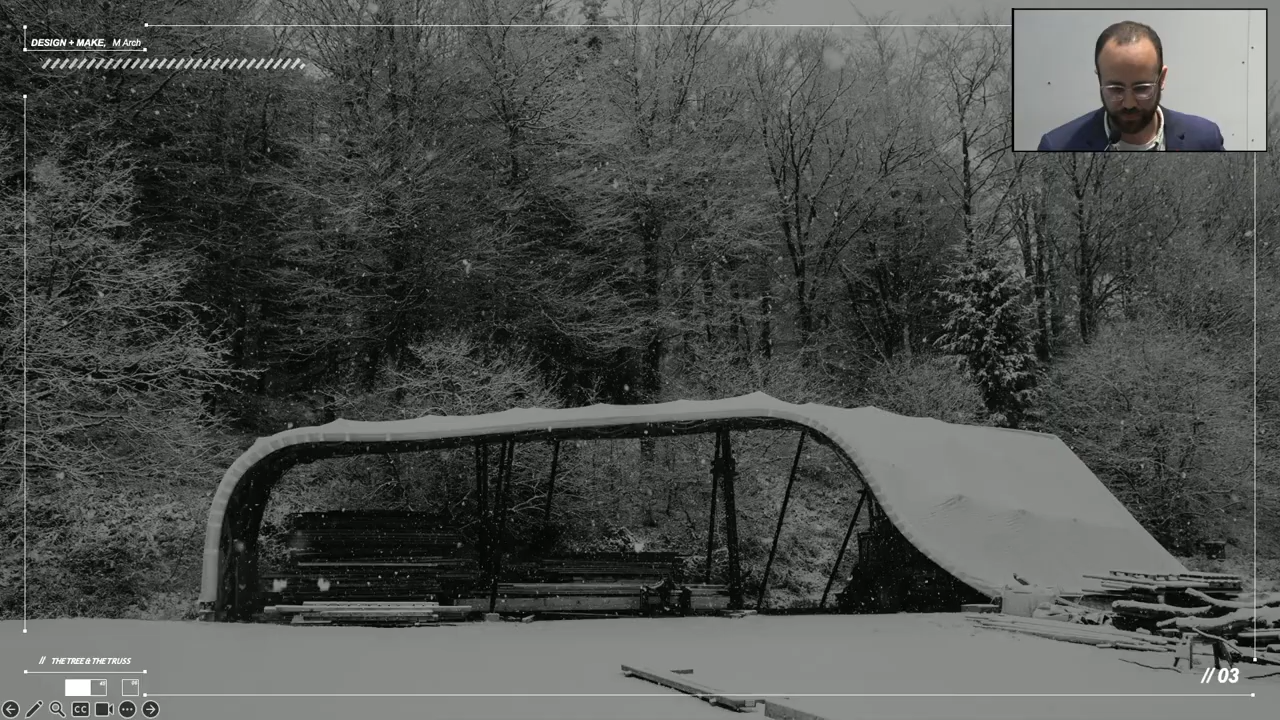 DESIGN + MAKE, M Arch
// THE TREE & THE TRUSS
// 03
CC